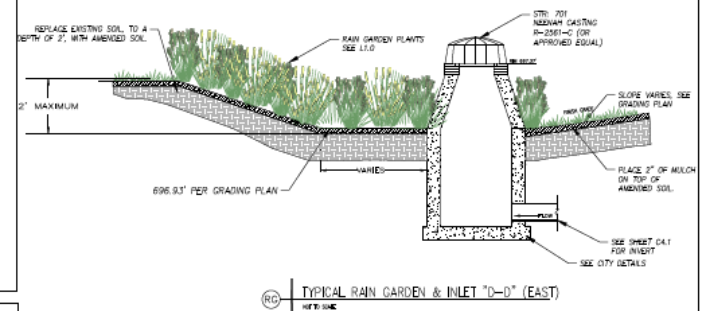 REPLACE EXISTING SOIL, TO A
DEPTH OF 2', WITH AMENDED SOIL.
RAIN GARDEN PLANTS
SEE L1.0
STR: 701
NEENAH CASTING
R-2561-C (OR
APPROVED EQUAL)
2' MAXIMUM
FINISH GRADE
SLOPE VARIES, SEE
GRADING PLAN
VARIES
696.93' PER GRADING PLAN
PLACE 2" OF MULCH
ON TOP OF
AMENDED SOIL.
FLOW
SEE SHEET C4.1
FOR INVERT
SEE CITY DETAILS
RG
TYPICAL RAIN GARDEN & INLET "D-D" (EAST)
NOT TO SCALE